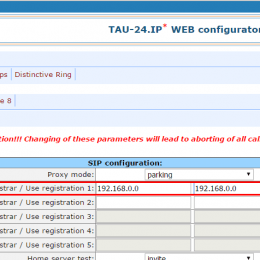 TAU-24.IP* WEB configurator
ps Distinctive Ring
e 8
tion!!! Changing of these parameters will lead to aborting of all cal
SIP configuration:
Proxy mode: parking
strar / Use registration 1: 192.168.0.0 192.168.0.0
strar / Use registration 2:
strar / Use registration 3:
strar / Use registration 4:
strar / Use registration 5:
Home server test: invite